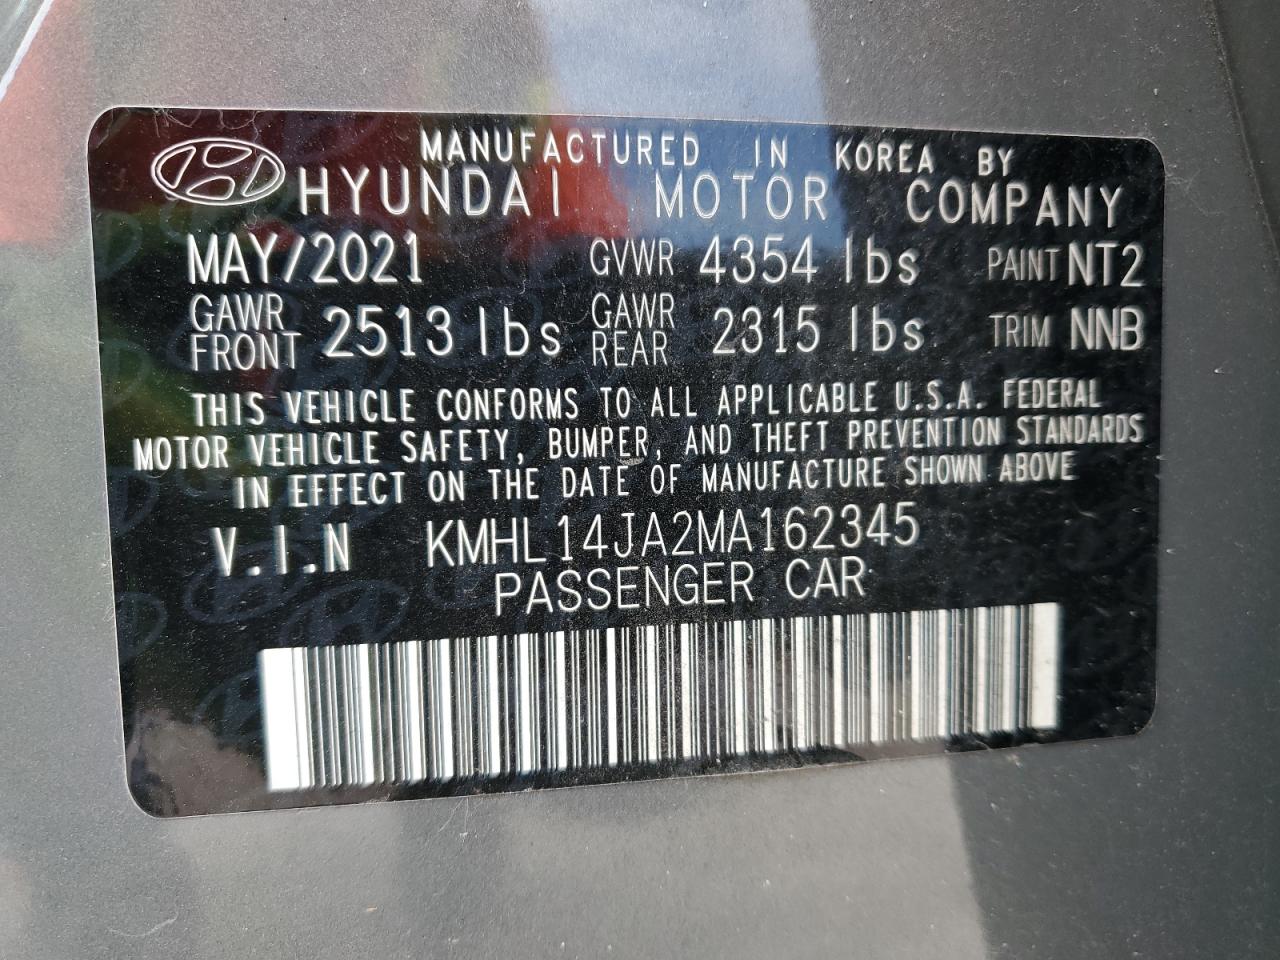 MANUFACTURED IN KOREA BY
HYUNDAI MOTOR COMPANY
MAY/2021 GVWR 4354 lbs PAINT NT2
GAWR FRONT 2513 lbs GAWR REAR 2315 lbs TRIM NNB
THIS VEHICLE CONFORMS TO ALL APPLICABLE U.S.A. FEDERAL
MOTOR VEHICLE SAFETY, BUMPER, AND THEFT PREVENTION STANDARDS
IN EFFECT ON THE DATE OF MANUFACTURE SHOWN ABOVE
V.I.N KMHL14JA2MA162345
PASSENGER CAR